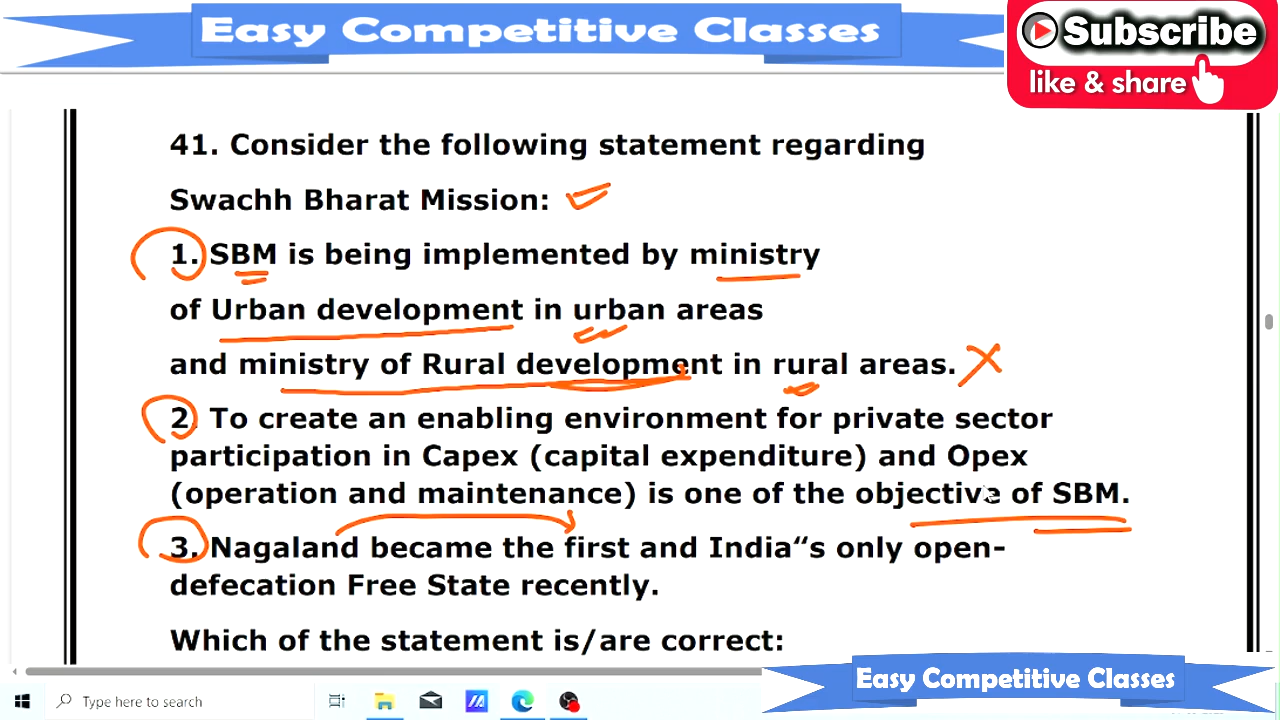 Easy Competitive Classes
Subscribe
like & share
41. Consider the following statement regarding
Swachh Bharat Mission:
1. SBM is being implemented by ministry
of Urban development in urban areas
and ministry of Rural development in rural areas.
2. To create an enabling environment for private sector
participation in Capex (capital expenditure) and Opex
(operation and maintenance) is one of the objective of SBM.
3. Nagaland became the first and India“s only open-
defecation Free State recently.
Which of the statement is/are correct:
Easy Competitive Classes
Type here to search